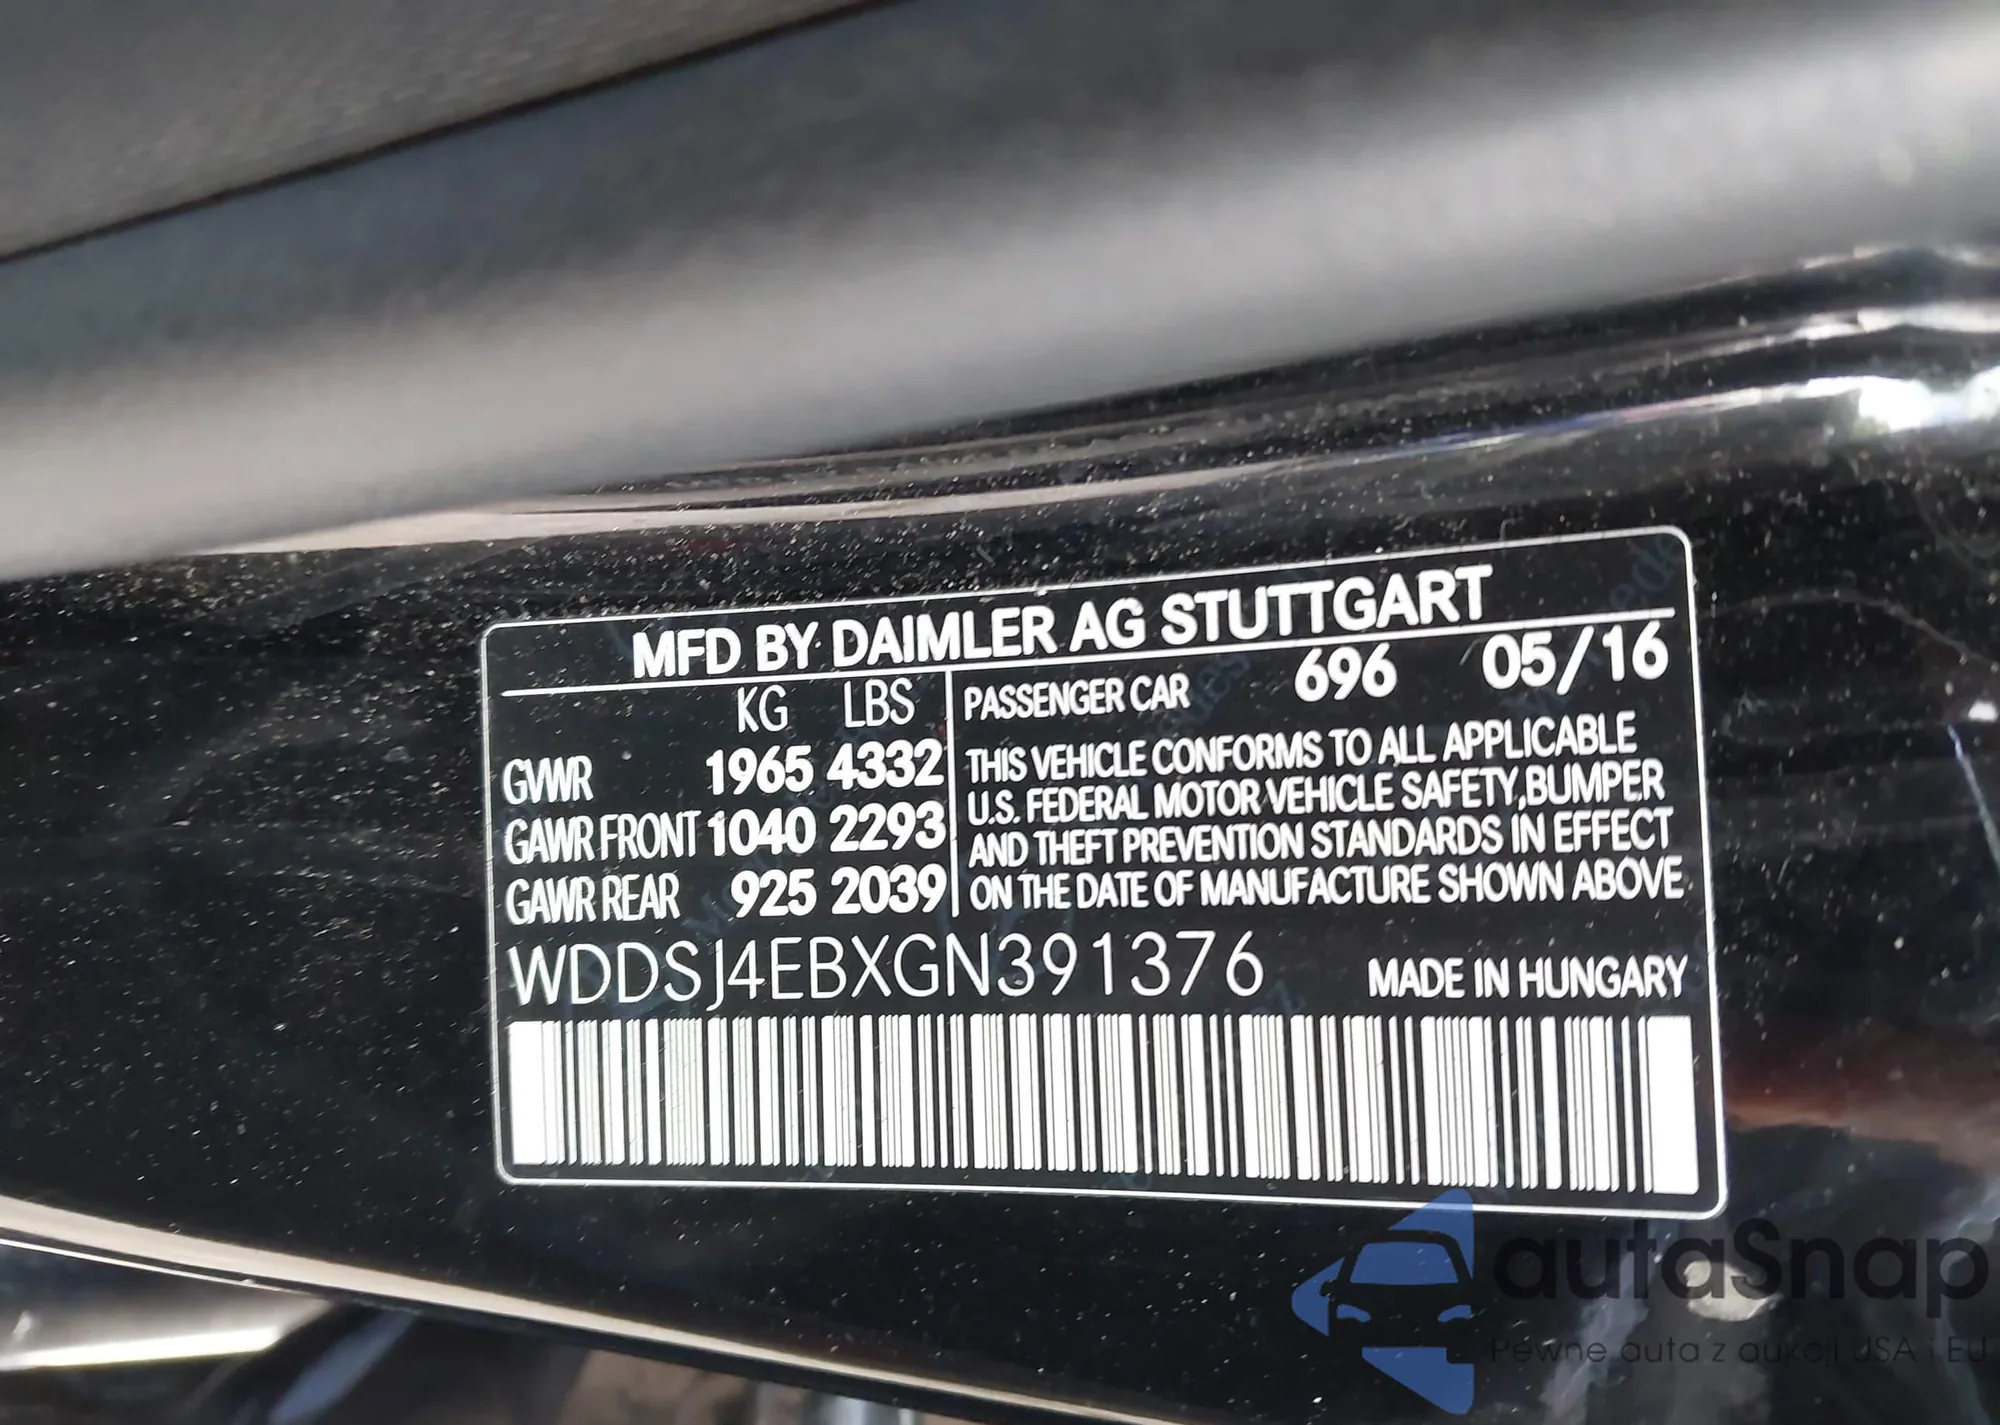 MFD BY DAIMLER AG STUTTGART
KG LBS
GVWR 1965 4332
GAWR FRONT 1040 2293
GAWR REAR 925 2039
PASSENGER CAR 696 05/16
THIS VEHICLE CONFORMS TO ALL APPLICABLE
U.S. FEDERAL MOTOR VEHICLE SAFETY,BUMPER
AND THEFT PREVENTION STANDARDS IN EFFECT
ON THE DATE OF MANUFACTURE SHOWN ABOVE
WDDSJ4EBXGN391376
MADE IN HUNGARY
autaSnap
Pewne auta z aukcji USA i EU